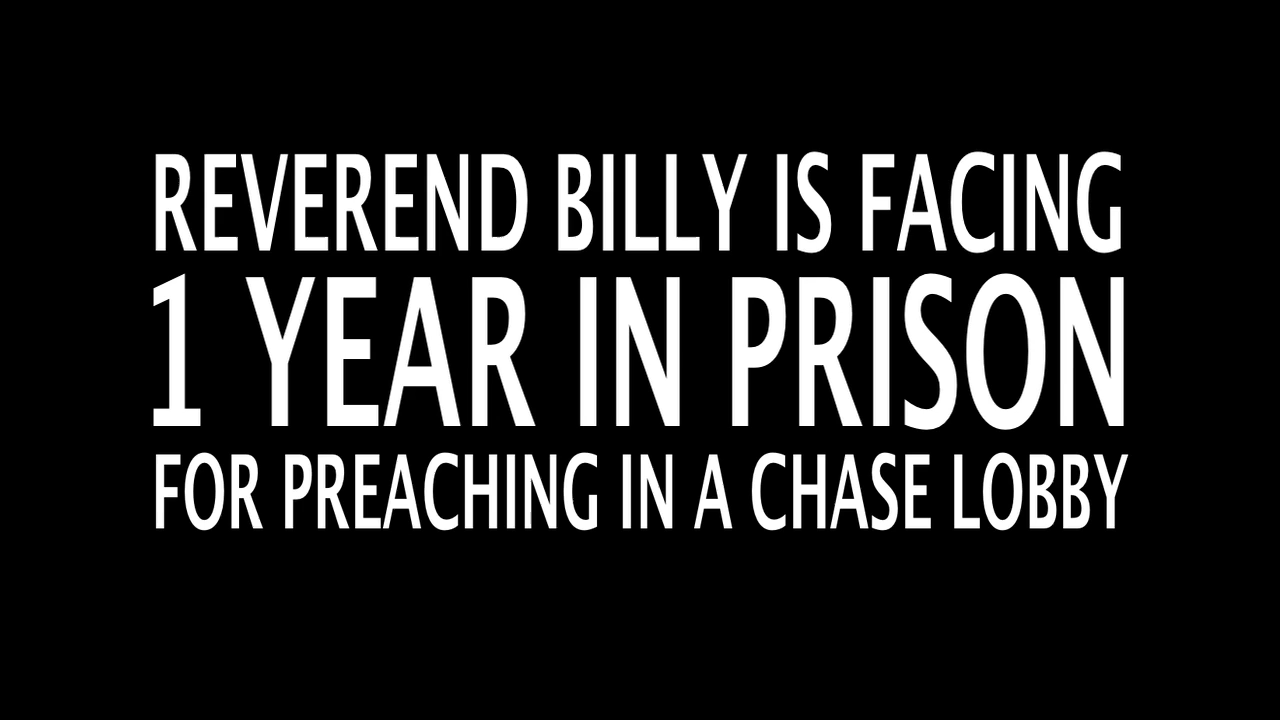 REVEREND BILLY IS FACING
1 YEAR IN PRISON
FOR PREACHING IN A CHASE LOBBY